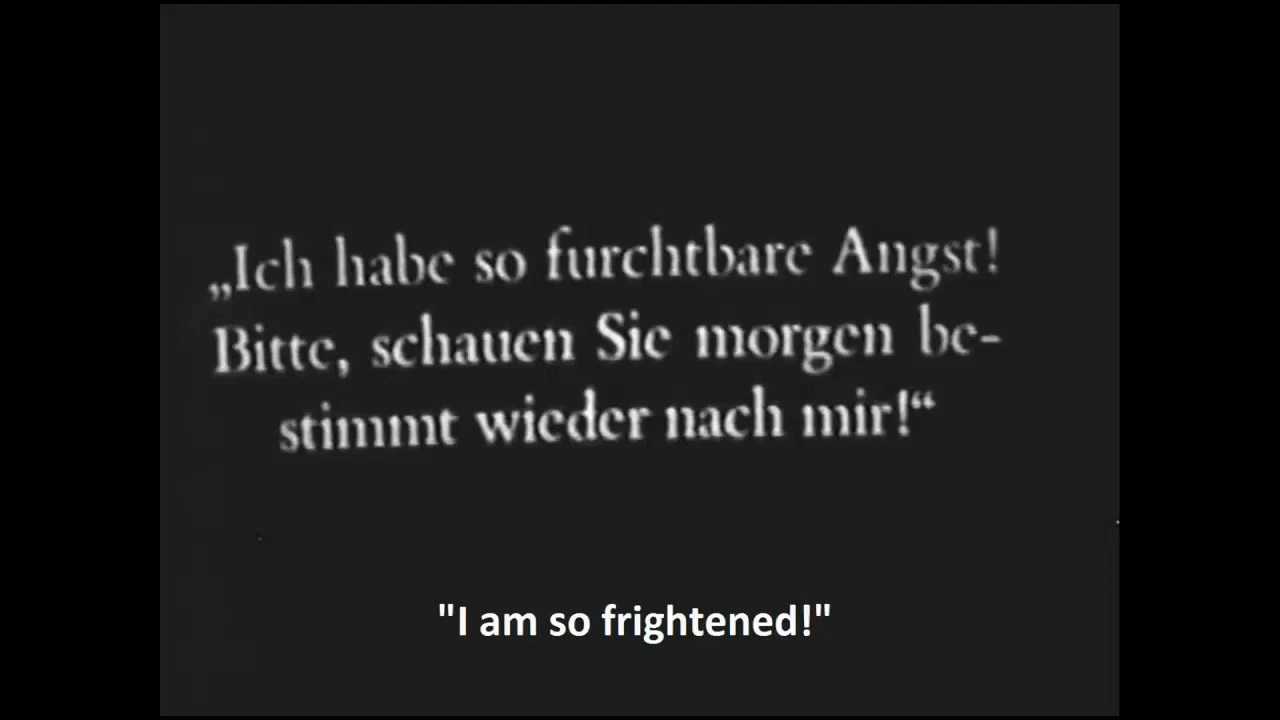 „Ich habe so furchtbare Angst!
Bitte, schauen Sie morgen be-
stimmt wieder nach mir!“
"I am so frightened!"